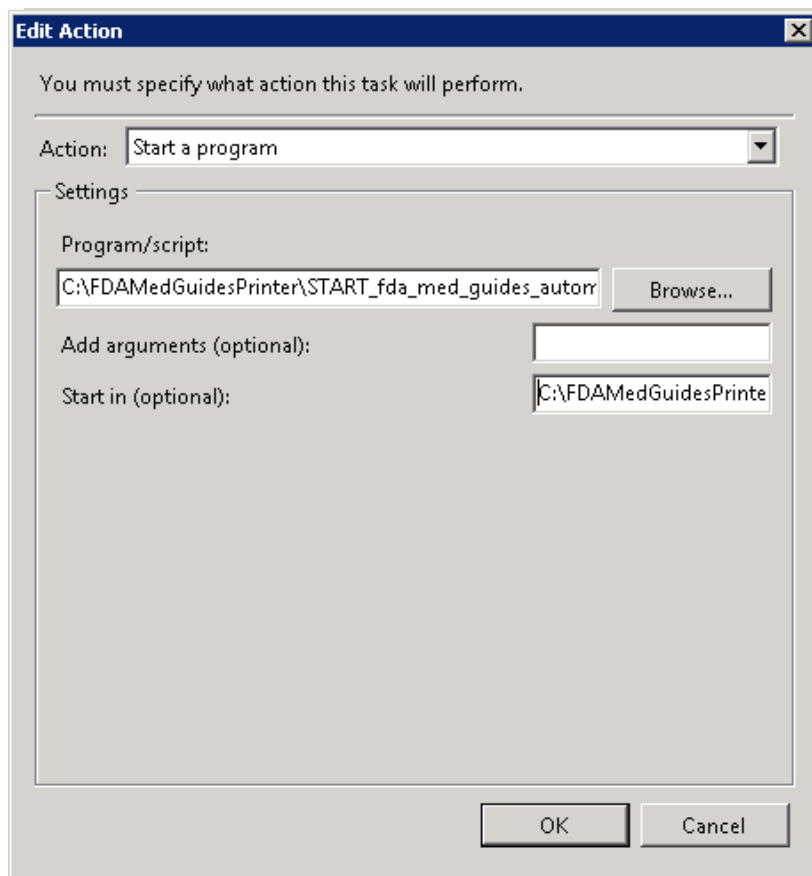 Edit Action
You must specify what action this task will perform.
Action: Start a program
Settings
Program/script:
C:\FDAMedGuidesPrinter\START_fda_med_guides_autom Browse...
Add arguments (optional):
Start in (optional): C:\FDAMedGuidesPrinte
OK Cancel